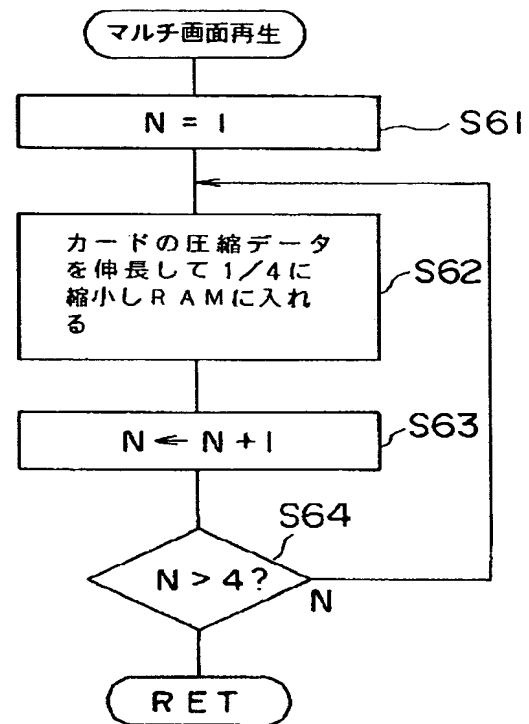 マルチ画面再生
N = 1
S61
カードの圧縮データ
を伸長して1/4に
縮小しRAMに入れ
る
S62
N ← N + 1
S63
S64
N > 4 ?
N
RET